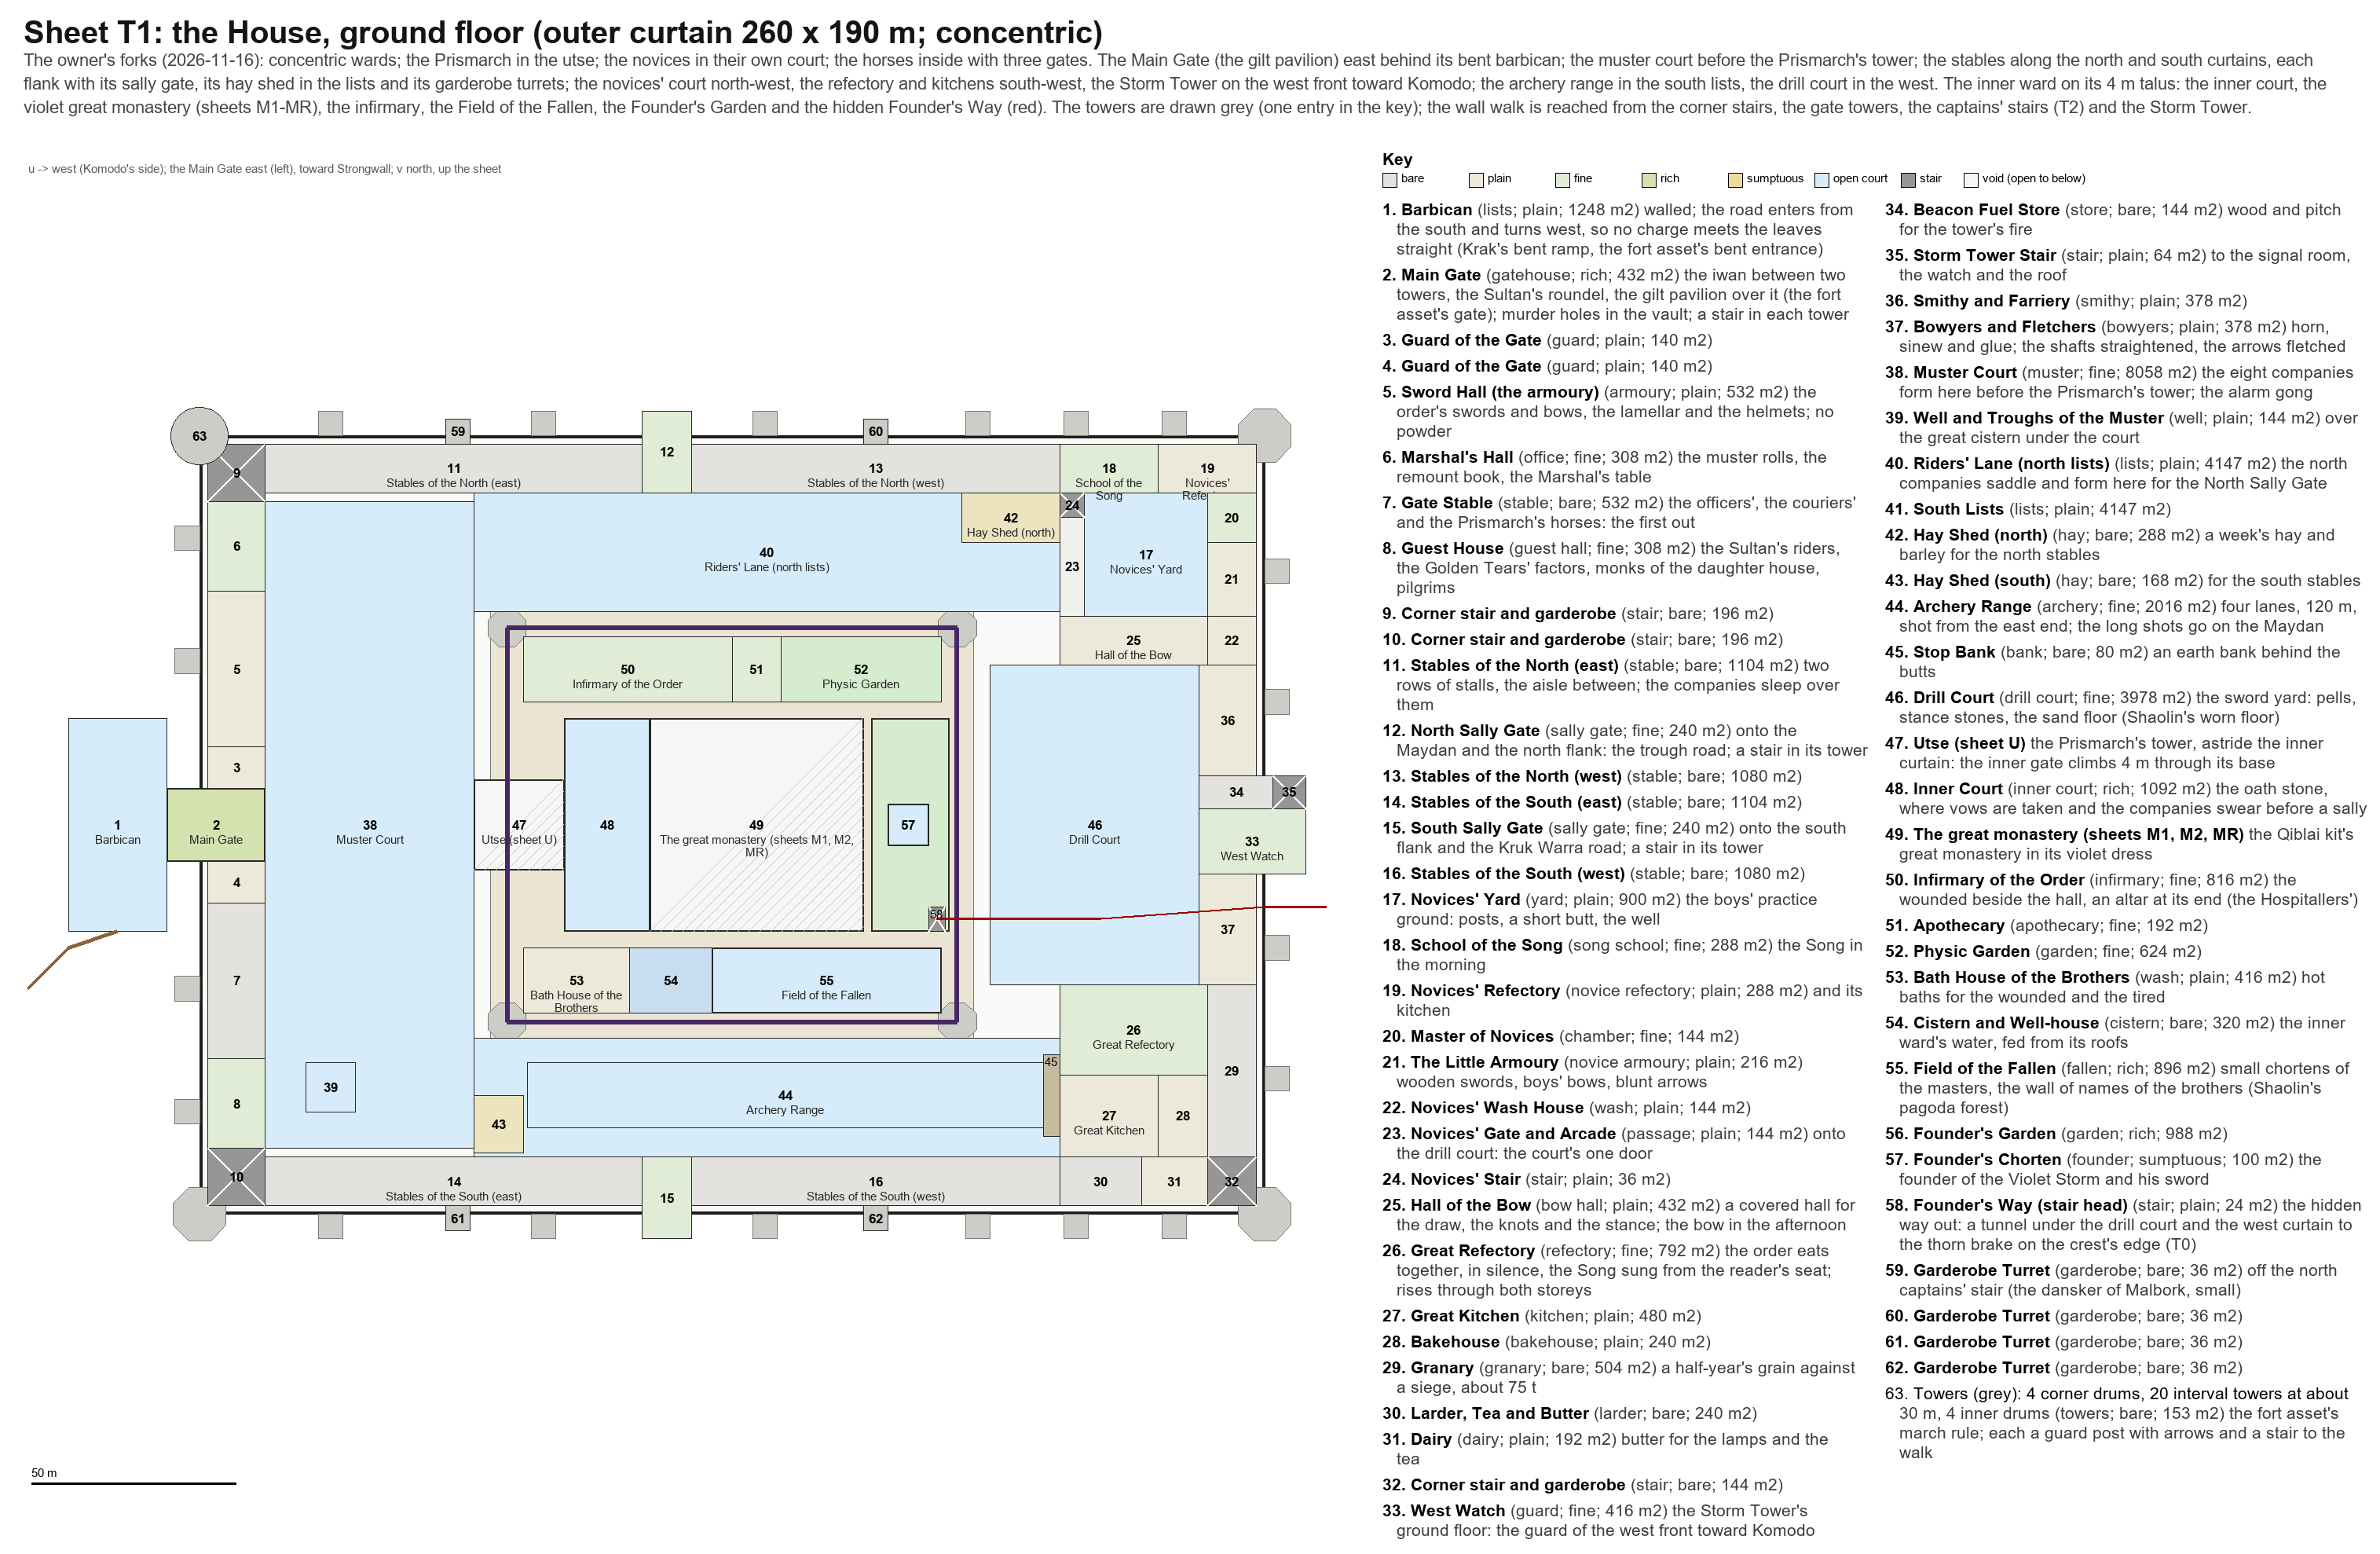 Sheet T1: the House, ground floor (outer curtain 260 x 190 m; concentric)
The owner's forks (2026-11-16): concentric wards; the Prismarch in the utse; the novices in their own court; the horses inside with three gates. The Main Gate (the gilt pavilion) east behind its bent barbican; the muster court before the Prismarch's tower; the stables along the north and south curtains, each
flank with its sally gate, its hay shed in the lists and its garderobe turrets; the novices' court north-west, the refectory and kitchens south-west, the Storm Tower on the west front toward Komodo; the archery range in the south lists, the drill court in the west. The inner ward on its 4 m talus: the inner court, the
violet great monastery (sheets M1-MR), the infirmary, the Field of the Fallen, the Founder's Garden and the hidden Founder's Way (red). The towers are drawn grey (one entry in the key); the wall walk is reached from the corner stairs, the gate towers, the captains' stairs (T2) and the Storm Tower.
u -> west (Komodo's side); the Main Gate east (left), toward Strongwall; v north, up the sheet
63
59
60
12
9
11
Stables of the North (east)
13
Stables of the North (west)
18
School of the
Song
19
Novices'
24
42
Hay Shed (north)
20
6
40
Riders' Lane (north lists)
23
17
Novices' Yard
21
25
Hall of the Bow
22
5
50
Infirmary of the Order
51
52
Physic Garden
36
3
34
35
1
Barbican
2
Main Gate
38
Muster Court
47
Utse (sheet U)
48
49
The great monastery (sheets M1, M2,
MR)
57
46
Drill Court
33
West Watch
4
58
37
7
53
Bath House of the
Brothers
54
55
Field of the Fallen
26
Great Refectory
29
39
8
43
44
Archery Range
45
27
Great Kitchen
28
10
14
Stables of the South (east)
15
16
Stables of the South (west)
30
31
32
61
62
50 m
Key
bare
plain
fine
rich
sumptuous
open court
stair
void (open to below)
1. Barbican (lists; plain; 1248 m2) walled; the road enters from
the south and turns west, so no charge meets the leaves
straight (Krak's bent ramp, the fort asset's bent entrance)
2. Main Gate (gatehouse; rich; 432 m2) the iwan between two
towers, the Sultan's roundel, the gilt pavilion over it (the fort
asset's gate); murder holes in the vault; a stair in each tower
3. Guard of the Gate (guard; plain; 140 m2)
4. Guard of the Gate (guard; plain; 140 m2)
5. Sword Hall (the armoury) (armoury; plain; 532 m2) the
order's swords and bows, the lamellar and the helmets; no
powder
6. Marshal's Hall (office; fine; 308 m2) the muster rolls, the
remount book, the Marshal's table
7. Gate Stable (stable; bare; 532 m2) the officers', the couriers'
and the Prismarch's horses: the first out
8. Guest House (guest hall; fine; 308 m2) the Sultan's riders,
the Golden Tears' factors, monks of the daughter house,
pilgrims
9. Corner stair and garderobe (stair; bare; 196 m2)
10. Corner stair and garderobe (stair; bare; 196 m2)
11. Stables of the North (east) (stable; bare; 1104 m2) two
rows of stalls, the aisle between; the companies sleep over
them
12. North Sally Gate (sally gate; fine; 240 m2) onto the
Maydan and the north flank: the trough road; a stair in its tower
13. Stables of the North (west) (stable; bare; 1080 m2)
14. Stables of the South (east) (stable; bare; 1104 m2)
15. South Sally Gate (sally gate; fine; 240 m2) onto the south
flank and the Kruk Warra road; a stair in its tower
16. Stables of the South (west) (stable; bare; 1080 m2)
17. Novices' Yard (yard; plain; 900 m2) the boys' practice
ground: posts, a short butt, the well
18. School of the Song (song school; fine; 288 m2) the Song in
the morning
19. Novices' Refectory (novice refectory; plain; 288 m2) and its
kitchen
20. Master of Novices (chamber; fine; 144 m2)
21. The Little Armoury (novice armoury; plain; 216 m2)
wooden swords, boys' bows, blunt arrows
22. Novices' Wash House (wash; plain; 144 m2)
23. Novices' Gate and Arcade (passage; plain; 144 m2) onto
the drill court: the court's one door
24. Novices' Stair (stair; plain; 36 m2)
25. Hall of the Bow (bow hall; plain; 432 m2) a covered hall for
the draw, the knots and the stance; the bow in the afternoon
26. Great Refectory (refectory; fine; 792 m2) the order eats
together, in silence, the Song sung from the reader's seat;
rises through both storeys
27. Great Kitchen (kitchen; plain; 480 m2)
28. Bakehouse (bakehouse; plain; 240 m2)
29. Granary (granary; bare; 504 m2) a half-year's grain against
a siege, about 75 t
30. Larder, Tea and Butter (larder; bare; 240 m2)
31. Dairy (dairy; plain; 192 m2) butter for the lamps and the
tea
32. Corner stair and garderobe (stair; bare; 144 m2)
33. West Watch (guard; fine; 416 m2) the Storm Tower's
ground floor: the guard of the west front toward Komodo
34. Beacon Fuel Store (store; bare; 144 m2) wood and pitch
for the tower's fire
35. Storm Tower Stair (stair; plain; 64 m2) to the signal room,
the watch and the roof
36. Smithy and Farriery (smithy; plain; 378 m2)
37. Bowyers and Fletchers (bowyers; plain; 378 m2) horn,
sinew and glue; the shafts straightened, the arrows fletched
38. Muster Court (muster; fine; 8058 m2) the eight companies
form here before the Prismarch's tower; the alarm gong
39. Well and Troughs of the Muster (well; plain; 144 m2) over
the great cistern under the court
40. Riders' Lane (north lists) (lists; plain; 4147 m2) the north
companies saddle and form here for the North Sally Gate
41. South Lists (lists; plain; 4147 m2)
42. Hay Shed (north) (hay; bare; 288 m2) a week's hay and
barley for the north stables
43. Hay Shed (south) (hay; bare; 168 m2) for the south stables
44. Archery Range (archery; fine; 2016 m2) four lanes, 120 m,
shot from the east end; the long shots go on the Maydan
45. Stop Bank (bank; bare; 80 m2) an earth bank behind the
butts
46. Drill Court (drill court; fine; 3978 m2) the sword yard: pells,
stance stones, the sand floor (Shaolin's worn floor)
47. Utse (sheet U) the Prismarch's tower, astride the inner
curtain: the inner gate climbs 4 m through its base
48. Inner Court (inner court; rich; 1092 m2) the oath stone,
where vows are taken and the companies swear before a sally
49. The great monastery (sheets M1, M2, MR) the Qiblai kit's
great monastery in its violet dress
50. Infirmary of the Order (infirmary; fine; 816 m2) the
wounded beside the hall, an altar at its end (the Hospitallers')
51. Apothecary (apothecary; fine; 192 m2)
52. Physic Garden (garden; fine; 624 m2)
53. Bath House of the Brothers (wash; plain; 416 m2) hot
baths for the wounded and the tired
54. Cistern and Well-house (cistern; bare; 320 m2) the inner
ward's water, fed from its roofs
55. Field of the Fallen (fallen; rich; 896 m2) small chortens of
the masters, the wall of names of the brothers (Shaolin's
pagoda forest)
56. Founder's Garden (garden; rich; 988 m2)
57. Founder's Chorten (founder; sumptuous; 100 m2) the
founder of the Violet Storm and his sword
58. Founder's Way (stair head) (stair; plain; 24 m2) the hidden
way out: a tunnel under the drill court and the west curtain to
the thorn brake on the crest's edge (T0)
59. Garderobe Turret (garderobe; bare; 36 m2) off the north
captains' stair (the dansker of Malbork, small)
60. Garderobe Turret (garderobe; bare; 36 m2)
61. Garderobe Turret (garderobe; bare; 36 m2)
62. Garderobe Turret (garderobe; bare; 36 m2)
63. Towers (grey): 4 corner drums, 20 interval towers at about
30 m, 4 inner drums (towers; bare; 153 m2) the fort asset's
march rule; each a guard post with arrows and a stair to the
walk